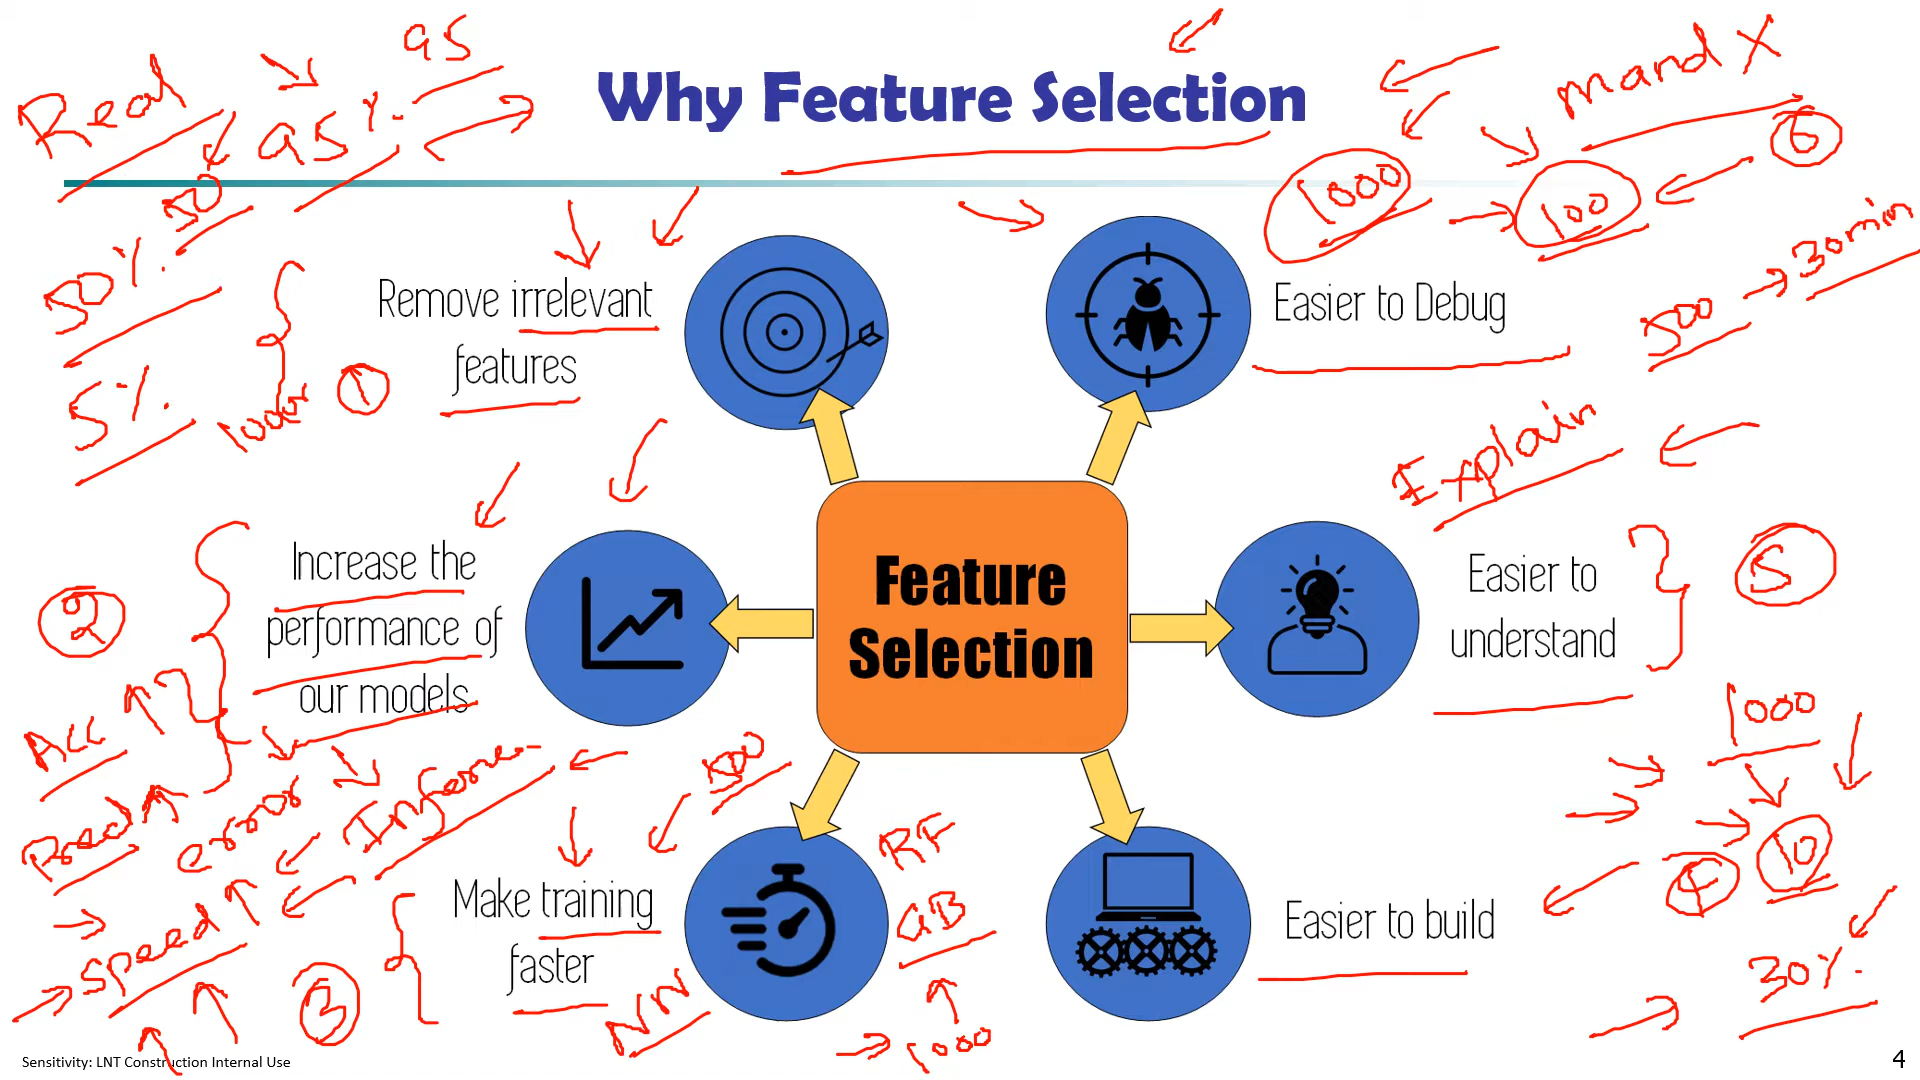 Why Feature Selection
Real
95%.
95
50
50%.
5%.
1
Remove irrelevant
features
Easier to Debug
1000
100
mand X
6
500
30min
Explain
Increase the
performance of
our models
2
Acc
Pred
error
speed
Feature
Selection
Easier to
understand
5
1000
10
30%.
Make training
faster
3
NN
RF
GB
1000
Easier to build
4
Sensitivity: LNT Construction Internal Use
4